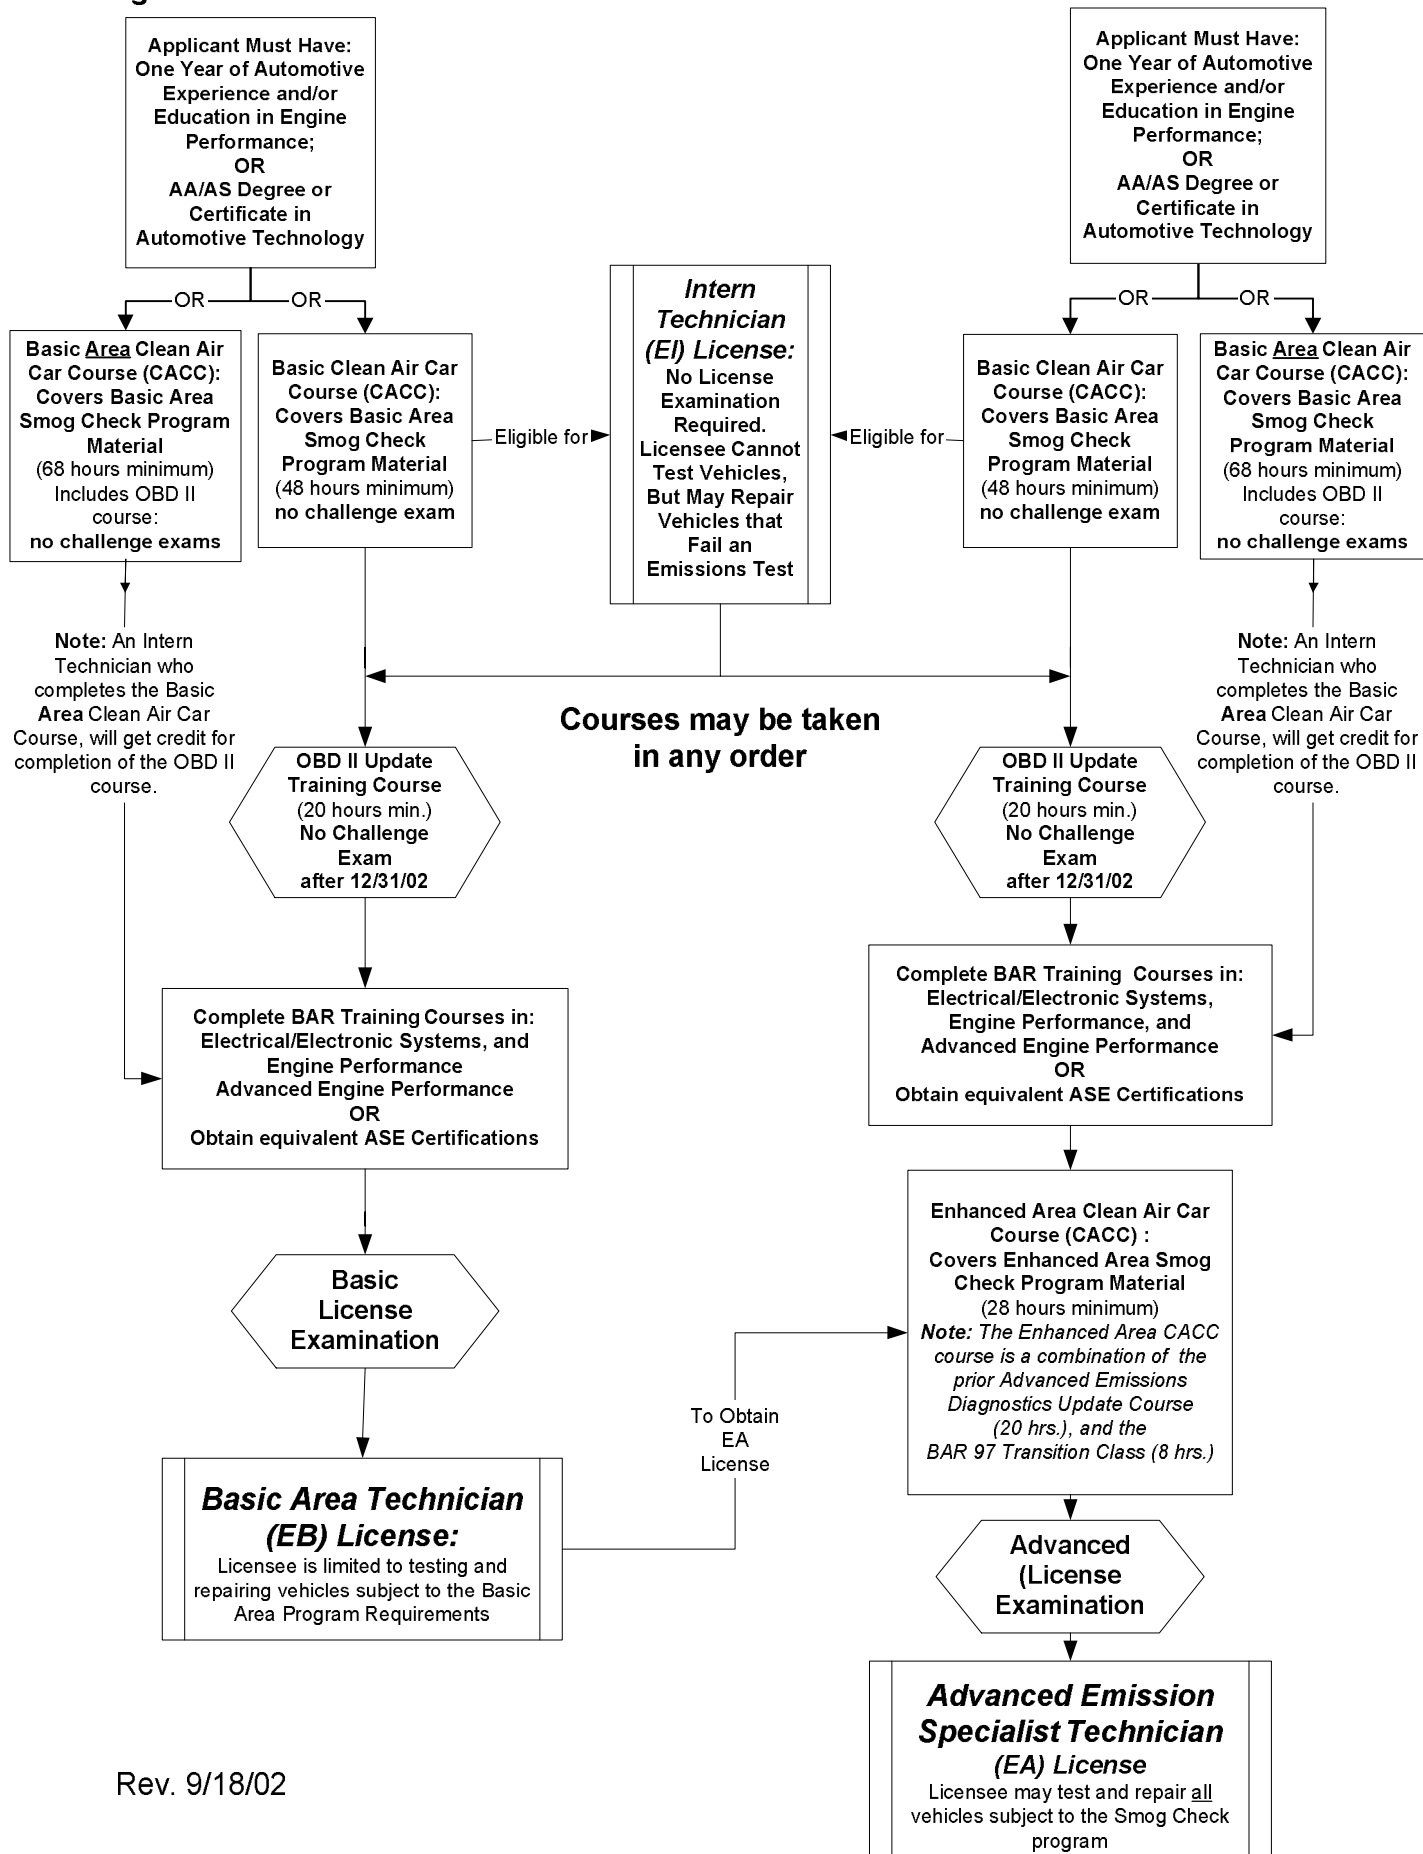 Applicant Must Have:
One Year of Automotive
Experience and/or
Education in Engine
Performance;
OR
AA/AS Degree or
Certificate in
Automotive Technology
Applicant Must Have:
One Year of Automotive
Experience and/or
Education in Engine
Performance;
OR
AA/AS Degree or
Certificate in
Automotive Technology
OR
OR
OR
OR
Basic Area Clean Air
Car Course (CACC):
Covers Basic Area
Smog Check Program
Material
(68 hours minimum)
Includes OBD II
course:
no challenge exams
Basic Clean Air Car
Course (CACC):
Covers Basic Area
Smog Check
Program Material
(48 hours minimum)
no challenge exam
Eligible for
Intern
Technician
(EI) License:
No License
Examination
Required.
Licensee Cannot
Test Vehicles,
But May Repair
Vehicles that
Fail an
Emissions Test
Eligible for
Basic Clean Air Car
Course (CACC):
Covers Basic Area
Smog Check
Program Material
(48 hours minimum)
no challenge exam
Basic Area Clean Air
Car Course (CACC):
Covers Basic Area
Smog Check
Program Material
(68 hours minimum)
Includes OBD II
course:
no challenge exams
Note: An Intern
Technician who
completes the Basic
Area Clean Air Car
Course, will get credit for
completion of the OBD II
course.
Courses may be taken
in any order
Note: An Intern
Technician who
completes the Basic
Area Clean Air Car
Course, will get credit for
completion of the OBD II
course.
OBD II Update
Training Course
(20 hours min.)
No Challenge
Exam
after 12/31/02
OBD II Update
Training Course
(20 hours min.)
No Challenge
Exam
after 12/31/02
Complete BAR Training Courses in:
Electrical/Electronic Systems, and
Engine Performance
Advanced Engine Performance
OR
Obtain equivalent ASE Certifications
Complete BAR Training Courses in:
Electrical/Electronic Systems,
Engine Performance, and
Advanced Engine Performance
OR
Obtain equivalent ASE Certifications
Basic
License
Examination
Enhanced Area Clean Air Car
Course (CACC) :
Covers Enhanced Area Smog
Check Program Material
(28 hours minimum)
Note: The Enhanced Area CACC
course is a combination of the
prior Advanced Emissions
Diagnostics Update Course
(20 hrs.), and the
BAR 97 Transition Class (8 hrs.)
To Obtain
EA
License
Basic Area Technician
(EB) License:
Licensee is limited to testing and
repairing vehicles subject to the Basic
Area Program Requirements
Advanced
(License
Examination
Advanced Emission
Specialist Technician
(EA) License
Licensee may test and repair all
vehicles subject to the Smog Check
program
Rev. 9/18/02